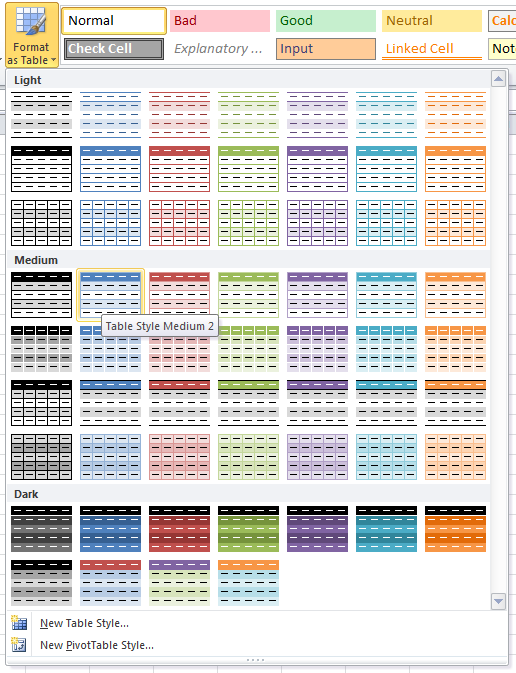 Format
as Table
Normal
Bad
Good
Neutral
Calc
Check Cell
Explanatory ...
Input
Linked Cell
Note
Light
Medium
Table Style Medium 2
Dark
New Table Style...
New PivotTable Style...